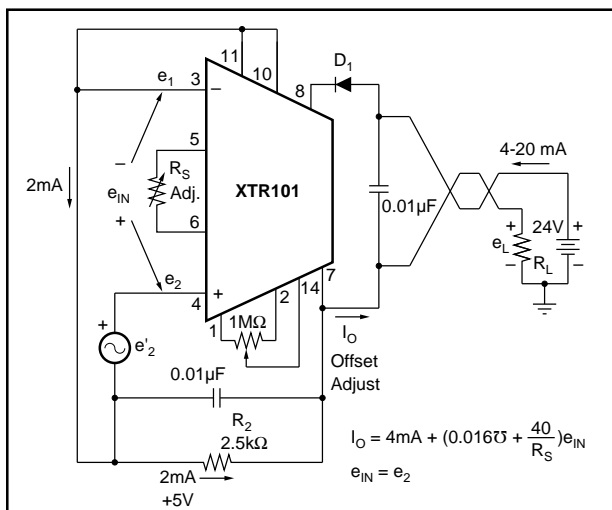 11
10
D1
8
e1
3
−
4-20 mA
5
−
2mA
RS
Adj.
eIN
XTR101
0.01µF
+
24V
+
+
6
eL
RL
−
−
e2
7
4
+
2
14
1
1MΩ
IO
+
e'2
Offset
Adjust
0.01µF
R2
2.5kΩ
IO = 4mA + (0.016℧ + 40/RS)eIN
2mA
+5V
eIN = e2